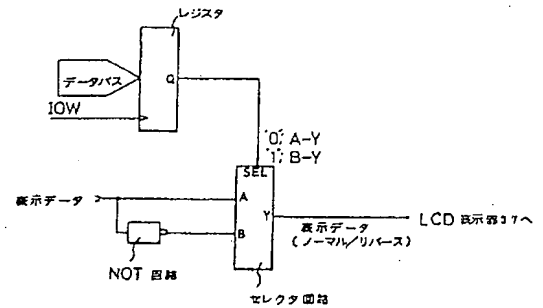 レジスタ
データバス
Q
IOW
"0"; A-Y
"1"; B-Y
SEL
表示データ
A
Y
B
LCD 表示器37へ
表示データ
(ノーマル/リバース)
NOT 回路
セレクタ回路